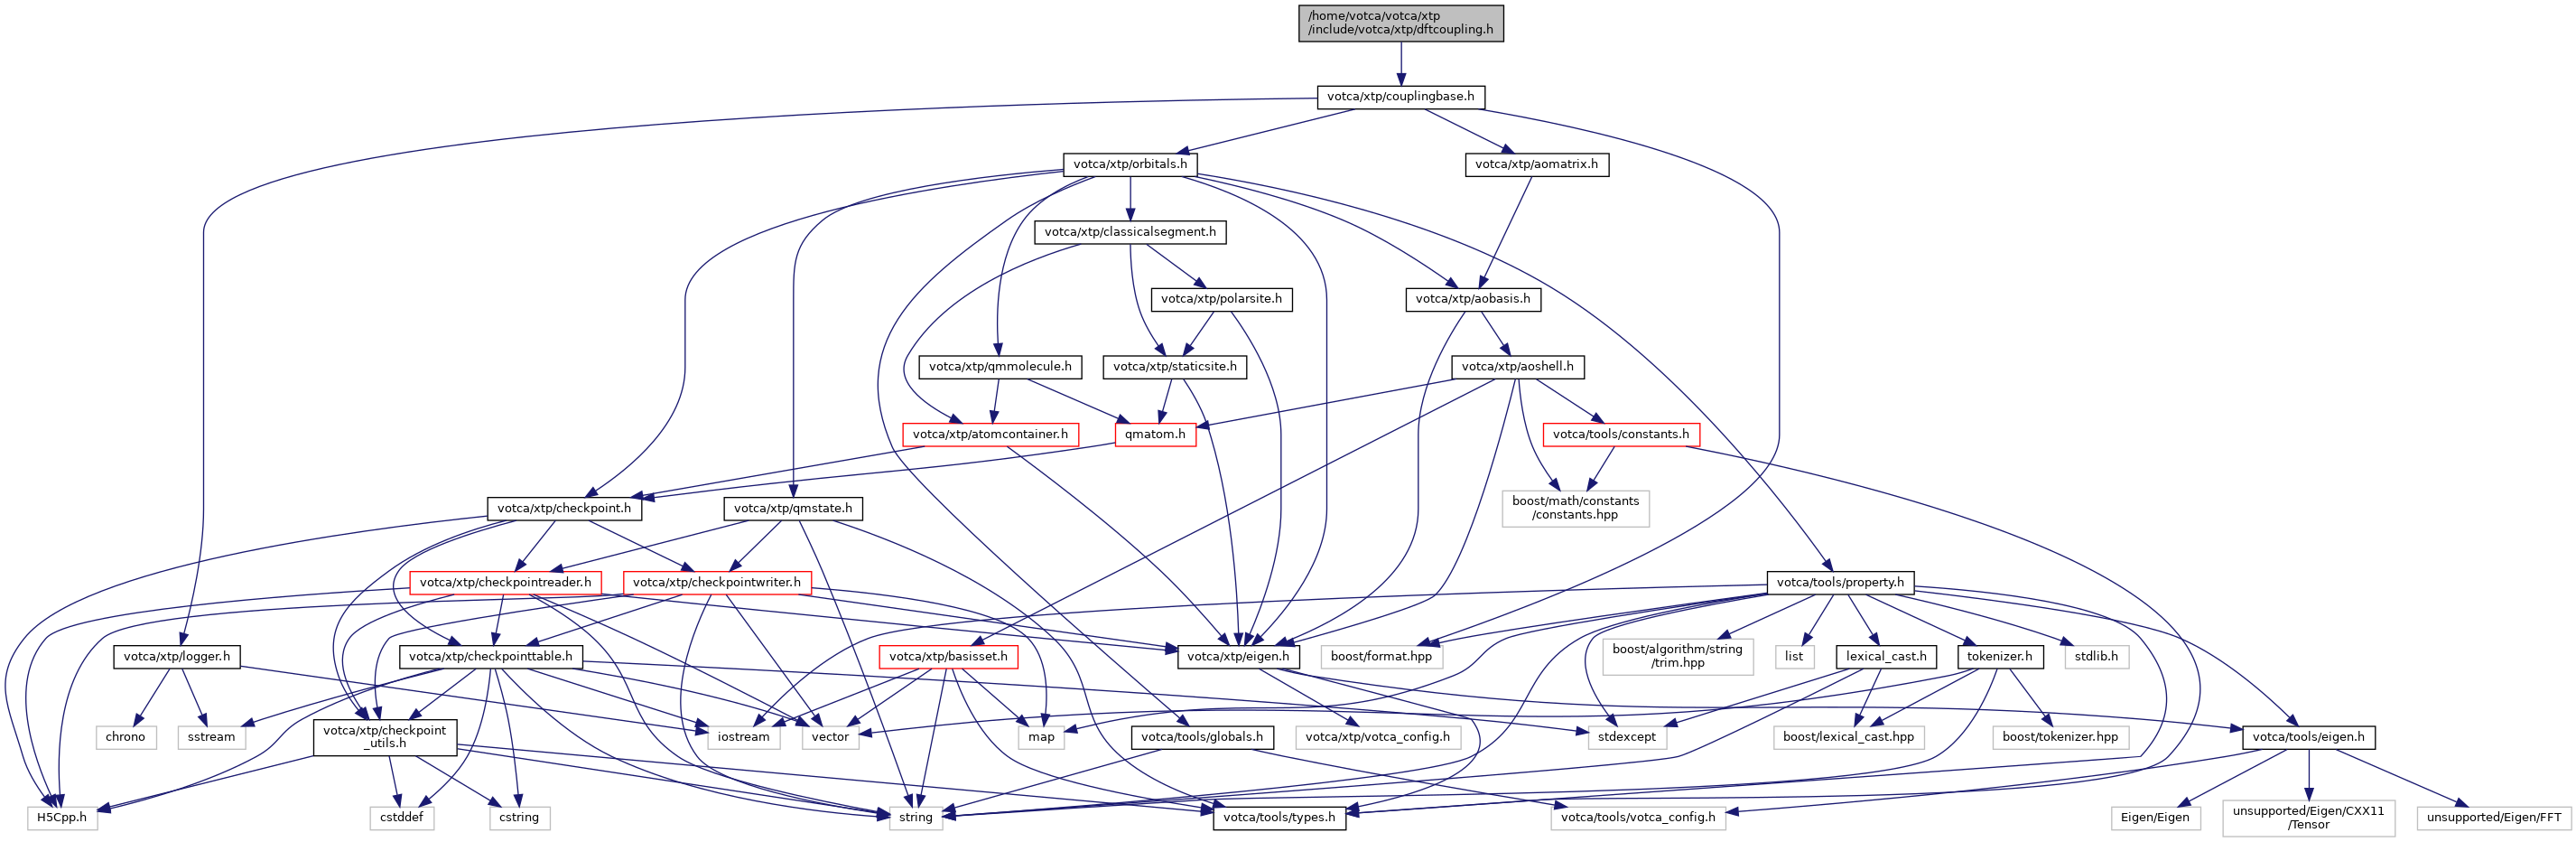 /home/votca/votca/xtp
/include/votca/xtp/dftcoupling.h
votca/xtp/couplingbase.h
votca/xtp/orbitals.h
votca/xtp/aomatrix.h
votca/xtp/classicalsegment.h
votca/xtp/polarsite.h
votca/xtp/aobasis.h
votca/xtp/qmmolecule.h
votca/xtp/staticsite.h
votca/xtp/aoshell.h
votca/xtp/atomcontainer.h
qmatom.h
votca/tools/constants.h
votca/xtp/checkpoint.h
votca/xtp/qmstate.h
boost/math/constants
/constants.hpp
votca/xtp/checkpointreader.h
votca/xtp/checkpointwriter.h
votca/tools/property.h
votca/xtp/logger.h
votca/xtp/checkpointtable.h
votca/xtp/basisset.h
votca/xtp/eigen.h
boost/format.hpp
boost/algorithm/string
/trim.hpp
list
lexical_cast.h
tokenizer.h
stdlib.h
chrono
sstream
votca/xtp/checkpoint
_utils.h
iostream
vector
map
votca/tools/globals.h
votca/xtp/votca_config.h
stdexcept
boost/lexical_cast.hpp
boost/tokenizer.hpp
votca/tools/eigen.h
H5Cpp.h
cstddef
cstring
string
votca/tools/types.h
votca/tools/votca_config.h
Eigen/Eigen
unsupported/Eigen/CXX11
/Tensor
unsupported/Eigen/FFT